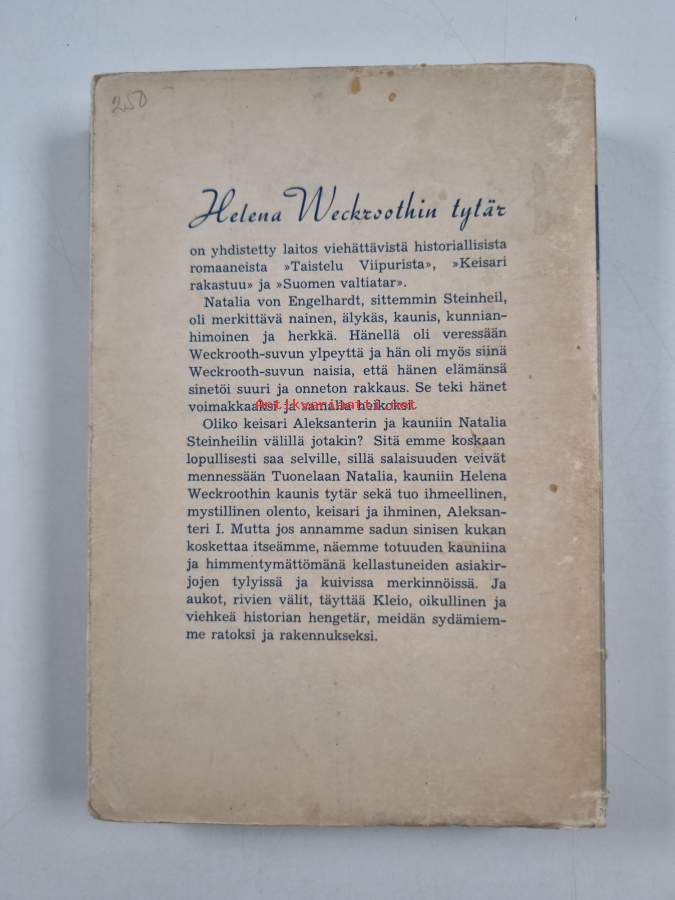 250
Helena Weckroothin tytär
on yhdistetty laitos viehättävistä historiallisista
romaaneista »Taistelu Viipurista», »Keisari
rakastuu» ja »Suomen valtiatar».
Natalia von Engelhardt, sittemmin Steinheil,
oli merkittävä nainen, älykäs, kaunis, kunnian-
himoinen ja herkkä. Hänellä oli veressään
Weckrooth-suvun ylpeyttä ja hän oli myös siinä
Weckrooth-suvun naisia, että hänen elämänsä
sinetöi suuri ja onneton rakkaus. Se teki hänet
voimakkaaksi ja samalla heikoksi.
Oliko keisari Aleksanterin ja kauniin Natalia
Steinheilin välillä jotakin? Sitä emme koskaan
lopullisesti saa selville, sillä salaisuuden veivät
mennessään Tuonelaan Natalia, kauniin Helena
Weckroothin kaunis tytär sekä tuo ihmeellinen,
mystillinen olento, keisari ja ihminen, Aleksan-
teri I. Mutta jos annamme sadun sinisen kukan
koskettaa itseämme, näemme totuuden kauniina
ja himmentymättömänä kellastuneiden asiakir-
jojen tylyissä ja kuivissa merkinnöissä. Ja
aukot, rivien välit, täyttää Kleio, oikullinen ja
viehkeä historian hengetär, meidän sydämiem-
me ratoksi ja rakennukseksi.